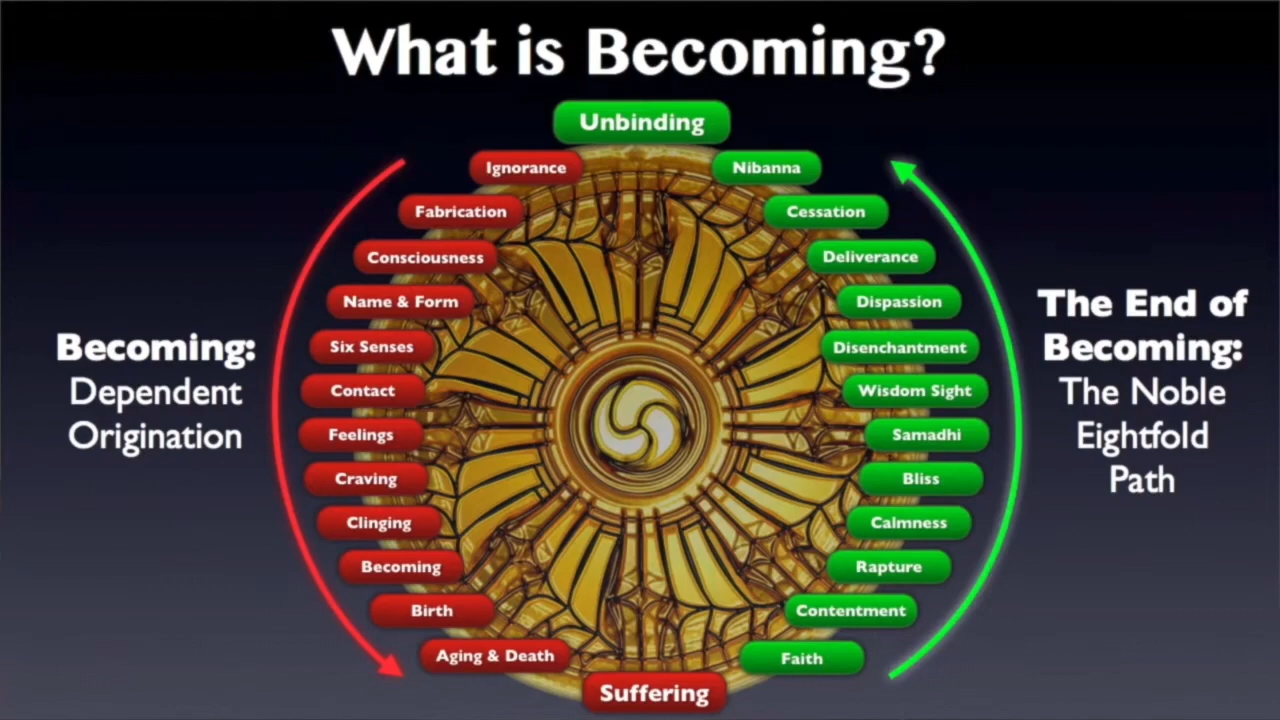 What is Becoming?
Unbinding
Ignorance
Fabrication
Consciousness
Name & Form
Six Senses
Contact
Feelings
Craving
Clinging
Becoming
Birth
Aging & Death
Suffering
Nibanna
Cessation
Deliverance
Dispassion
Disenchantment
Wisdom Sight
Samadhi
Bliss
Calmness
Rapture
Contentment
Faith
Becoming:
Dependent
Origination
The End of
Becoming:
The Noble
Eightfold
Path